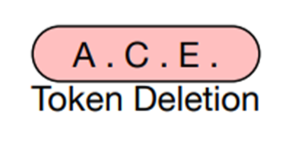 A . C . E .
Token Deletion